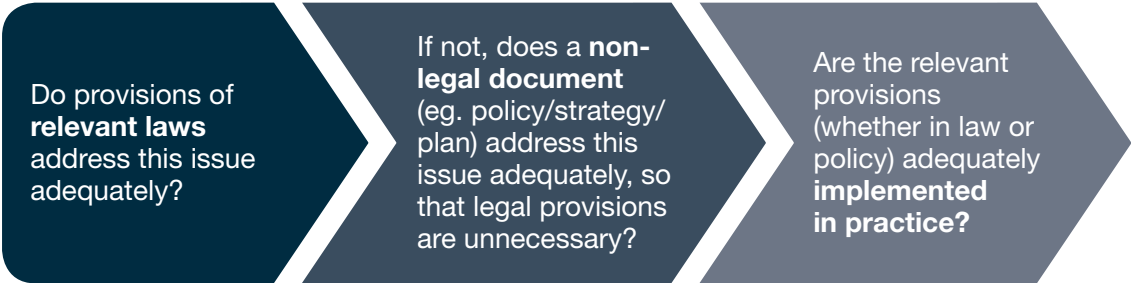 Do provisions of
relevant laws
address this issue
adequately?
If not, does a non-
legal document
(eg. policy/strategy/
plan) address this
issue adequately, so
that legal provisions
are unnecessary?
Are the relevant
provisions
(whether in law or
policy) adequately
implemented
in practice?